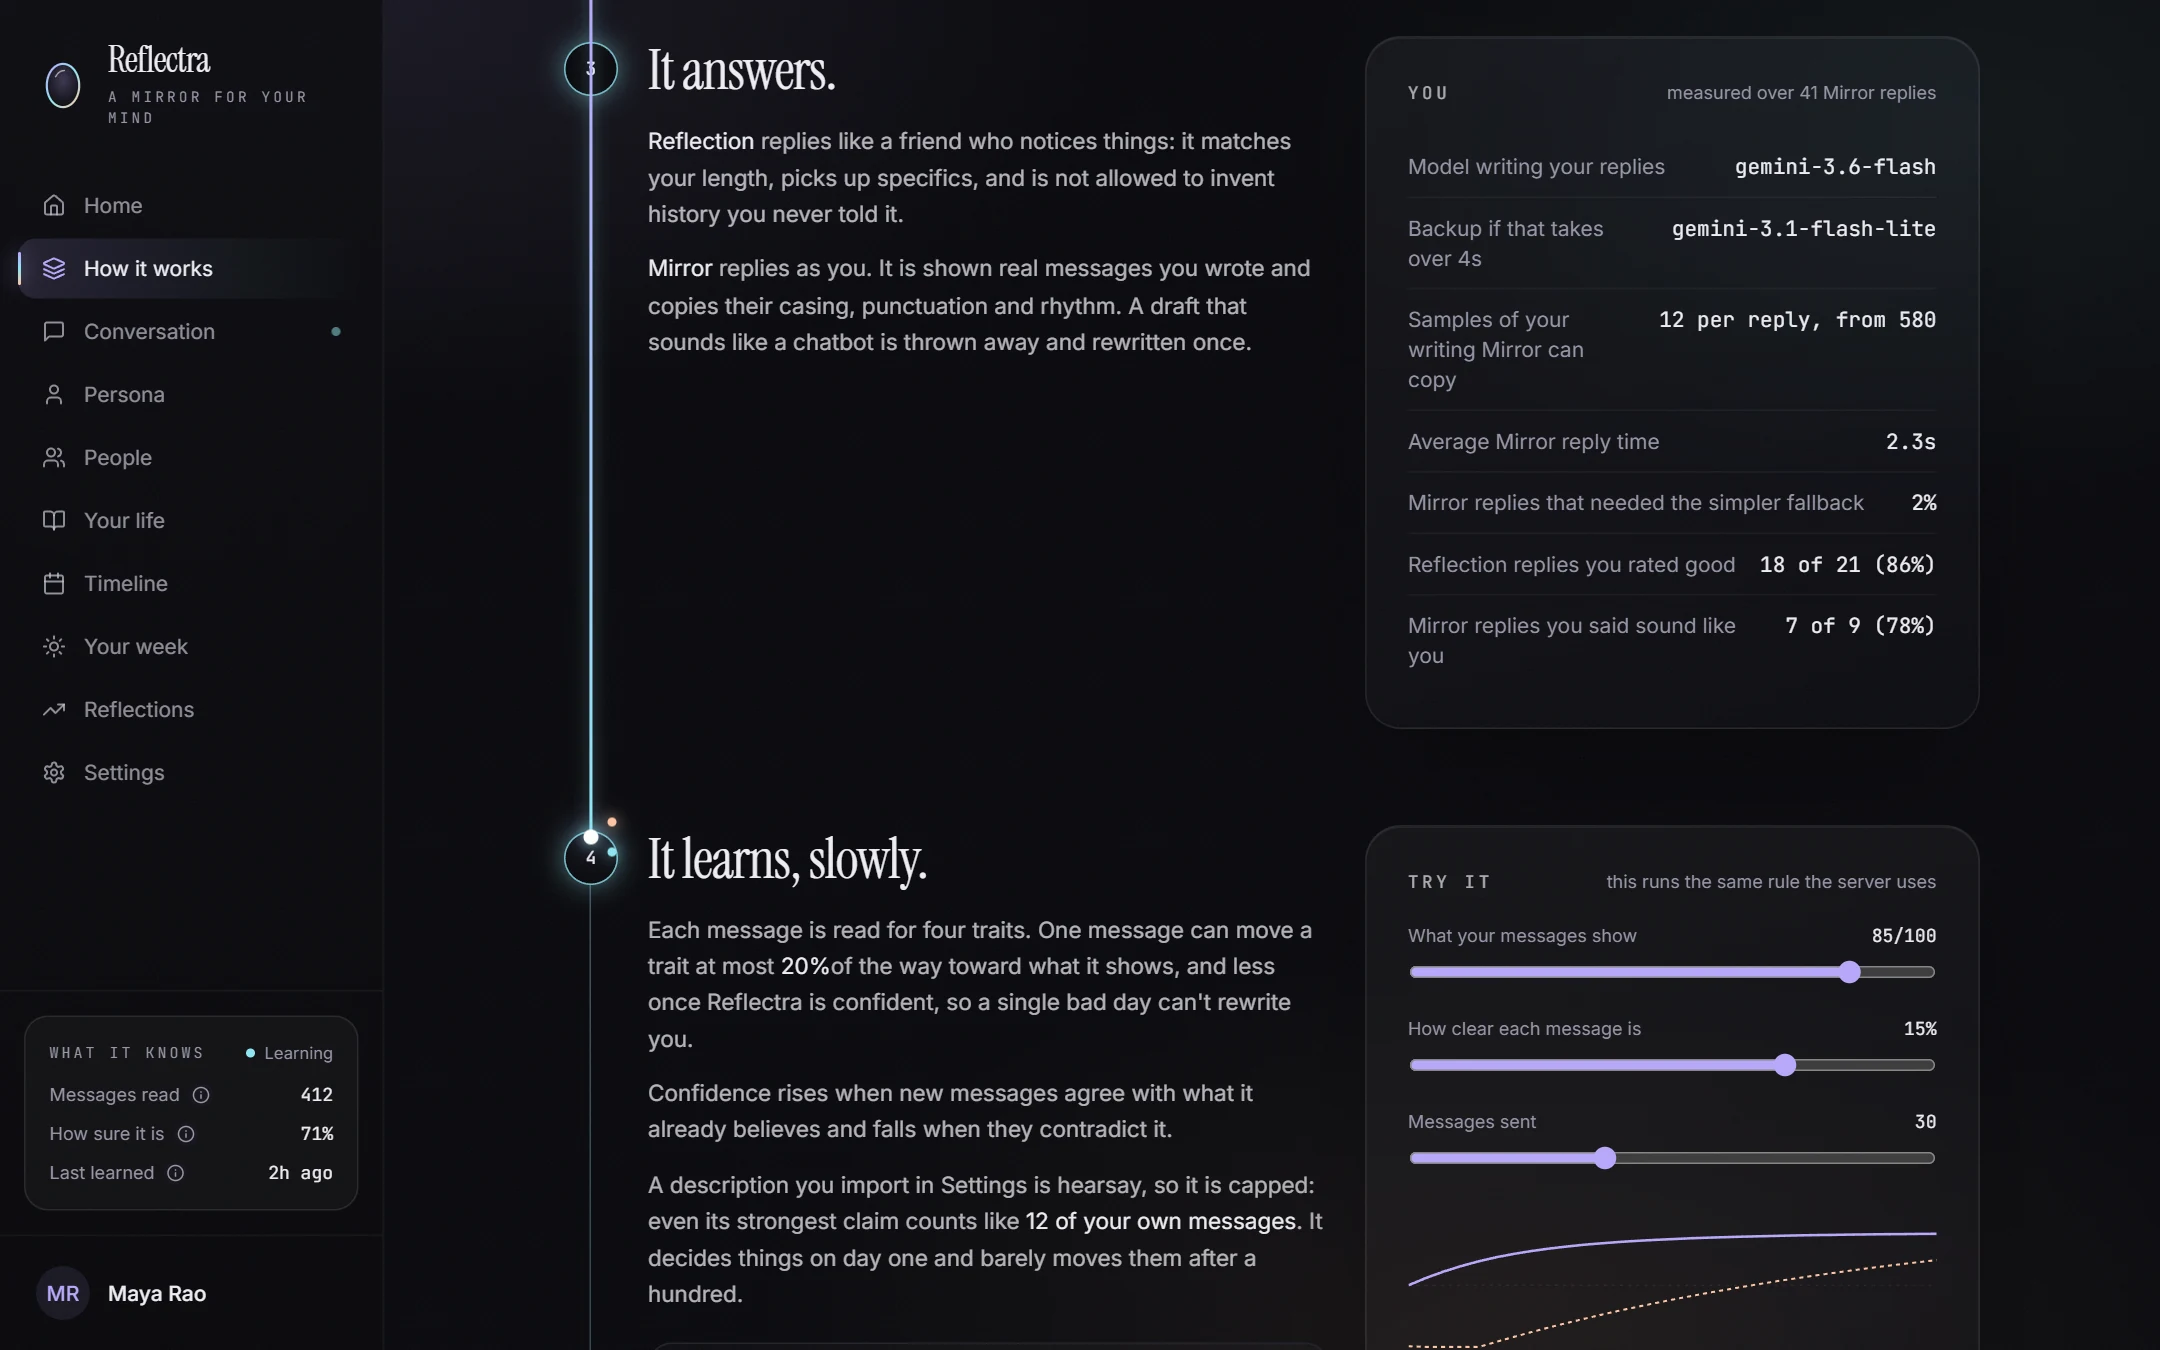 Reflectra
A MIRROR FOR YOUR
MIND
Home
How it works
Conversation
Persona
People
Your life
Timeline
Your week
Reflections
Settings
WHAT IT KNOWS
Learning
Messages read 412
How sure it is 71%
Last learned 2h ago
MR Maya Rao
3
It answers.
Reflection replies like a friend who notices things: it matches
your length, picks up specifics, and is not allowed to invent
history you never told it.
Mirror replies as you. It is shown real messages you wrote and
copies their casing, punctuation and rhythm. A draft that
sounds like a chatbot is thrown away and rewritten once.
YOU
measured over 41 Mirror replies
Model writing your replies gemini-3.6-flash
Backup if that takes gemini-3.1-flash-lite
over 4s
Samples of your 12 per reply, from 580
writing Mirror can
copy
Average Mirror reply time 2.3s
Mirror replies that needed the simpler fallback 2%
Reflection replies you rated good 18 of 21 (86%)
Mirror replies you said sound like 7 of 9 (78%)
you
4
It learns, slowly.
Each message is read for four traits. One message can move a
trait at most 20%of the way toward what it shows, and less
once Reflectra is confident, so a single bad day can't rewrite
you.
Confidence rises when new messages agree with what it
already believes and falls when they contradict it.
A description you import in Settings is hearsay, so it is capped:
even its strongest claim counts like 12 of your own messages. It
decides things on day one and barely moves them after a
hundred.
TRY IT
this runs the same rule the server uses
What your messages show 85/100
How clear each message is 15%
Messages sent 30